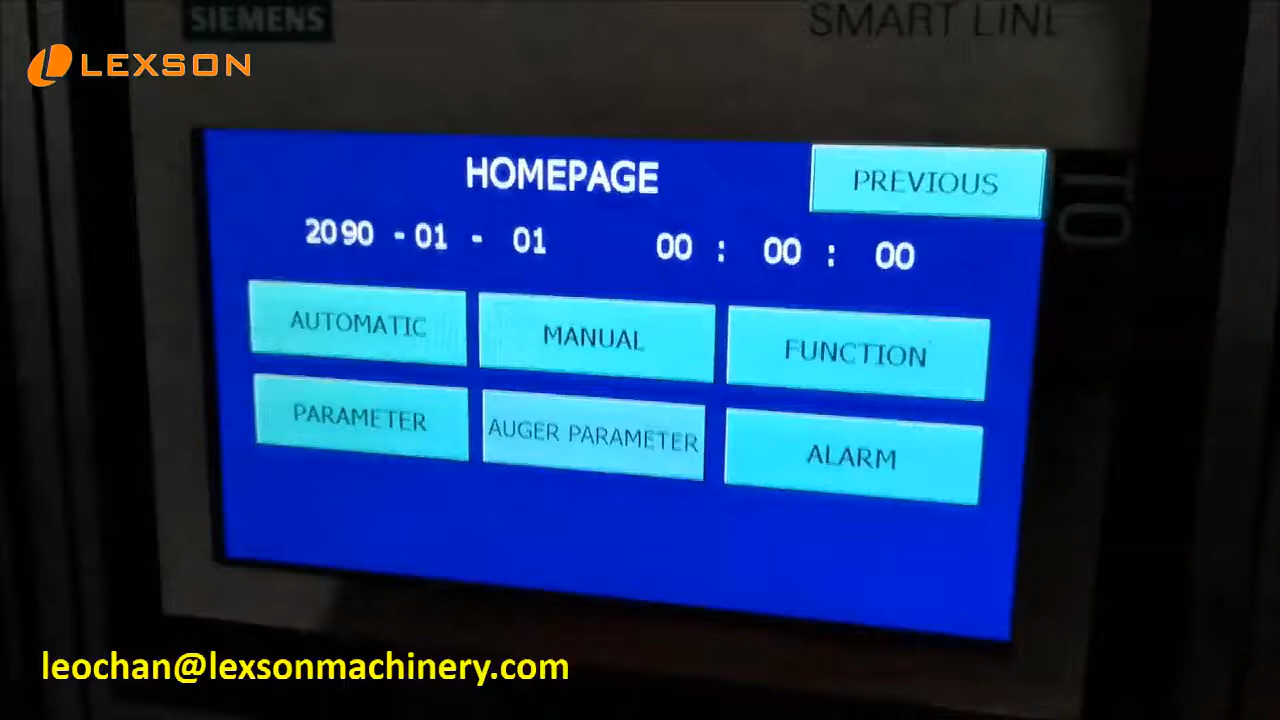 SIEMENS
SMART LINE
LEXSON
HOMEPAGE
PREVIOUS
2090 - 01 - 01 00 : 00 : 00
AUTOMATIC
MANUAL
FUNCTION
PARAMETER
AUGER PARAMETER
ALARM
leochan@lexsonmachinery.com